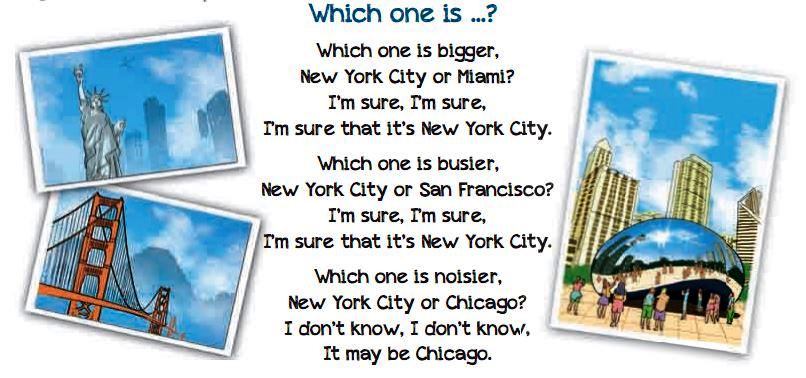 Which one is ...?
Which one is bigger,
New York City or Miami?
I'm sure, I'm sure,
I'm sure that it's New York City.
Which one is busier,
New York City or San Francisco?
I'm sure, I'm sure,
I'm sure that it's New York City.
Which one is noisier,
New York City or Chicago?
I don't know, I don't know,
It may be Chicago.